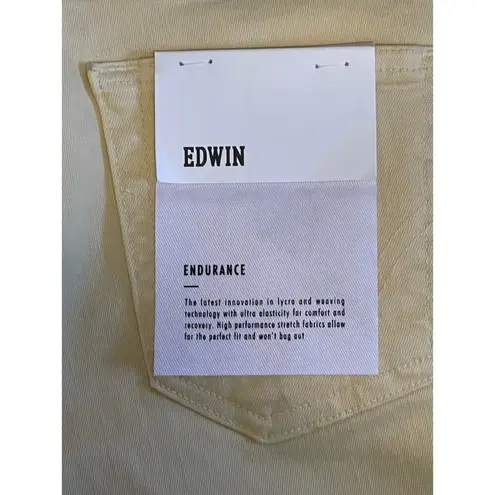 EDWIN
ENDURANCE
The latest innovation in lycra and weaving
technology with ultra elasticity for comfort and
recovery. High performance stretch fabrics allow
for the perfect fit and won't bag out